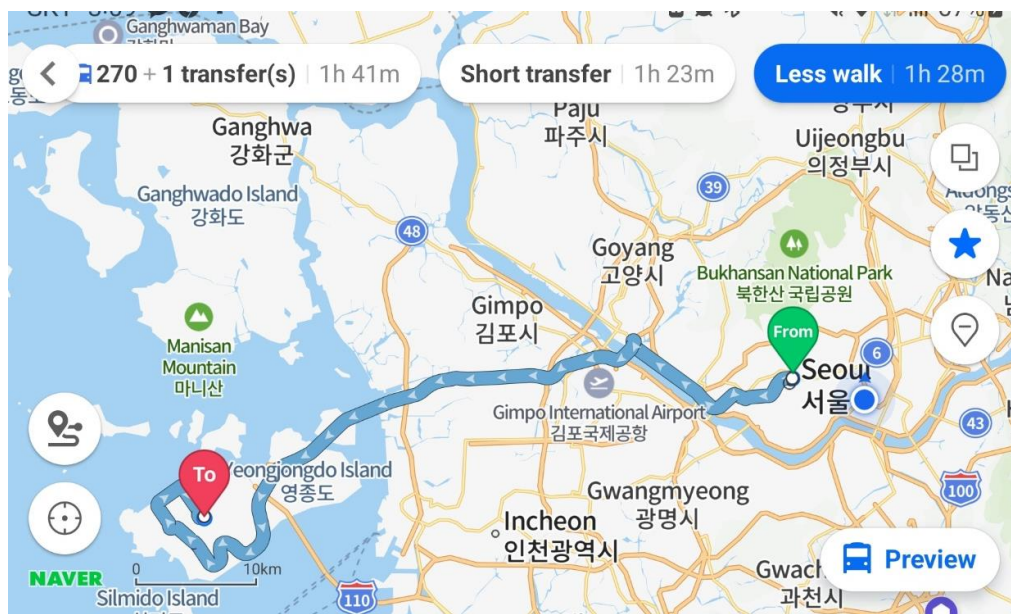 Ganghwaman Bay
270 + 1 transfer(s) | 1h 41m
Short transfer | 1h 23m
Less walk | 1h 28m
Paju
파주시
Ganghwa
강화군
Uijeongbu
의정부시
Ganghwado Island
강화도
39
48
Goyang
고양시
Bukhansan National Park
북한산 국립공원
Gimpo
김포시
From
Manisan
Mountain
마니산
6
Seoul
서울
Gimpo International Airport
김포국제공항
43
To
Yeongjongdo Island
영종도
Gwangmyeong
광명시
100
Incheon
인천광역시
Preview
NAVER
0 10km
Silmido Island
110
Gwach
과천시